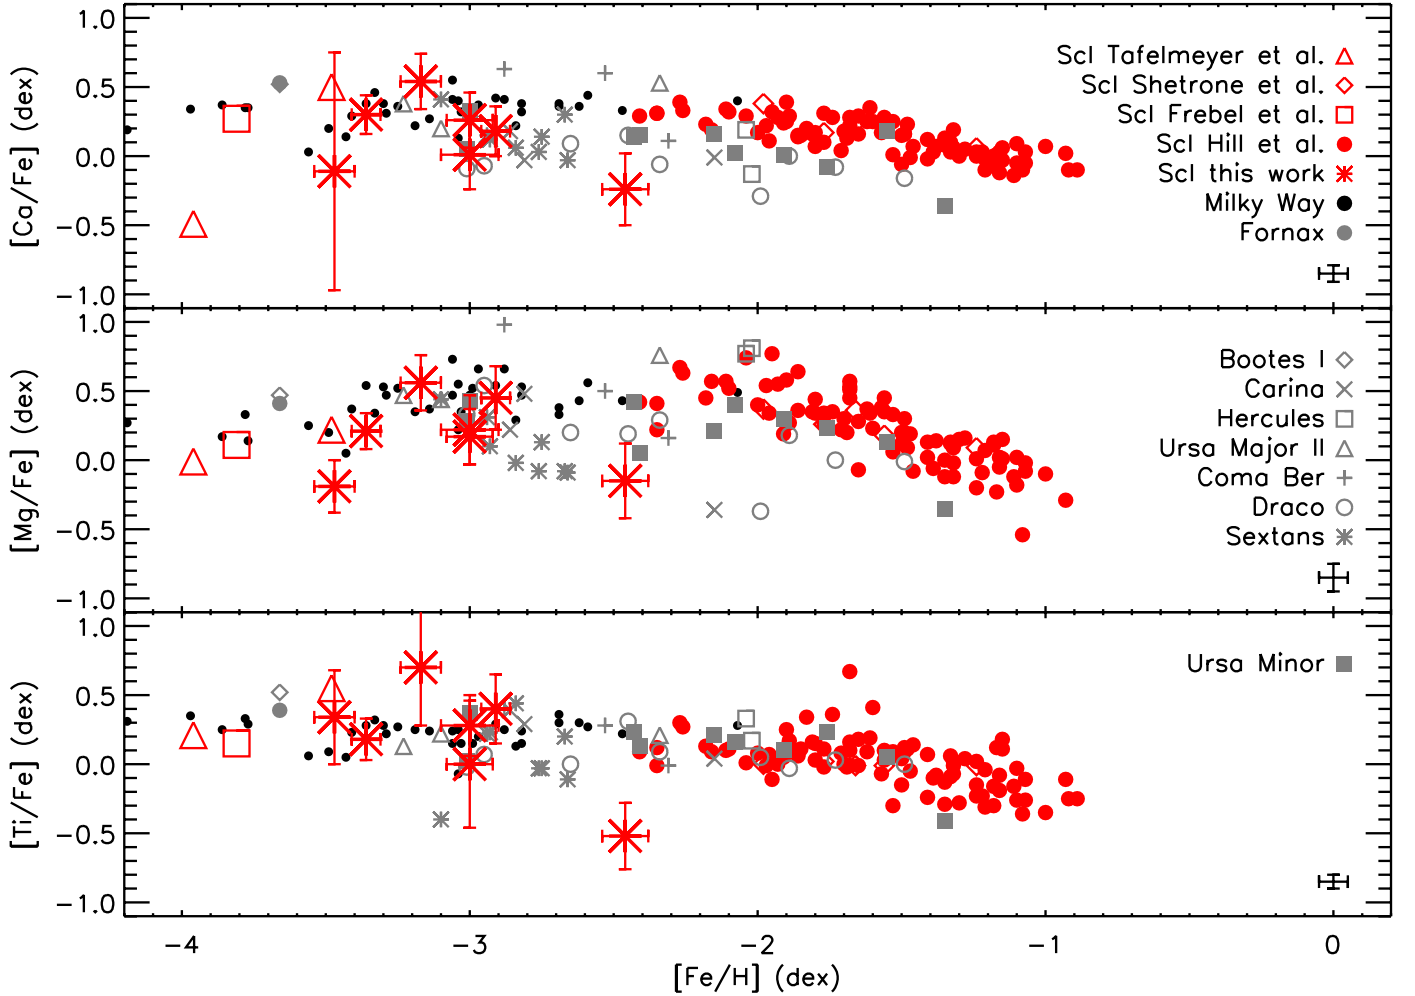 1.0
0.5
0.0
−0.5
−1.0
[Ca/Fe] (dex)
Scl Tafelmeyer et al.
Scl Shetrone et al.
Scl Frebel et al.
Scl Hill et al.
Scl this work
Milky Way
Fornax
1.0
0.5
0.0
−0.5
−1.0
[Mg/Fe] (dex)
Bootes I
Carina
Hercules
Ursa Major II
Coma Ber
Draco
Sextans
1.0
0.5
0.0
−0.5
−1.0
[Ti/Fe] (dex)
Ursa Minor
−4 −3 −2 −1 0
[Fe/H] (dex)